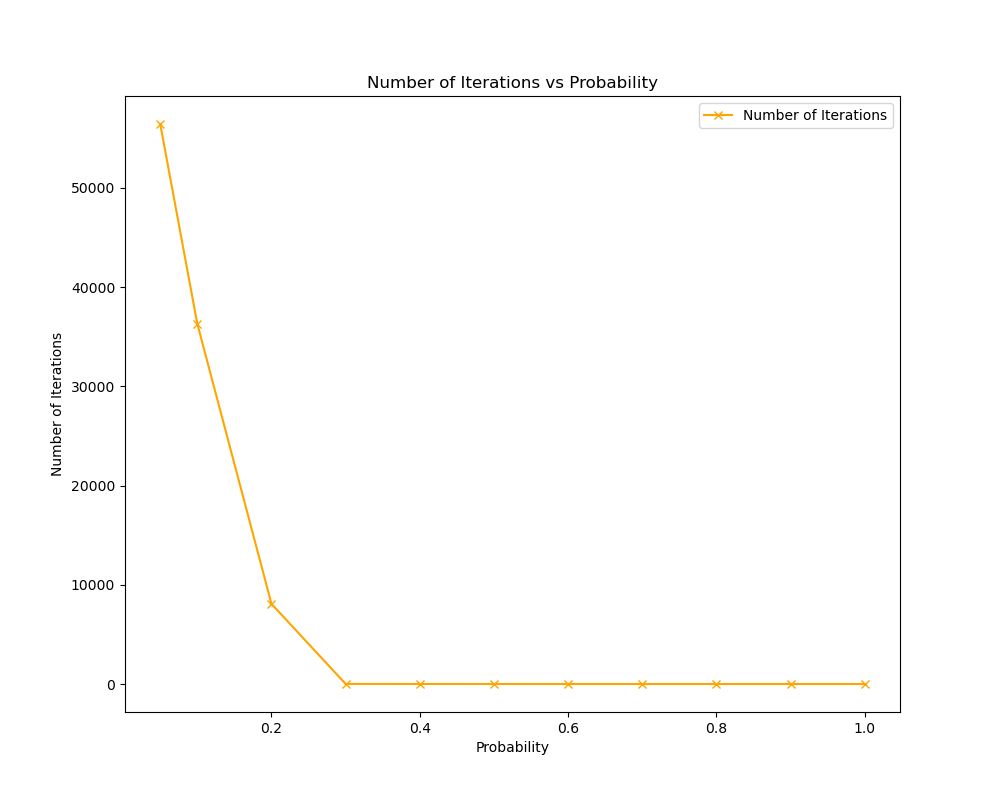 Number of Iterations vs Probability
Number of Iterations
50000
40000
30000
20000
10000
0
Number of Iterations
0.2
0.4
0.6
0.8
1.0
Probability